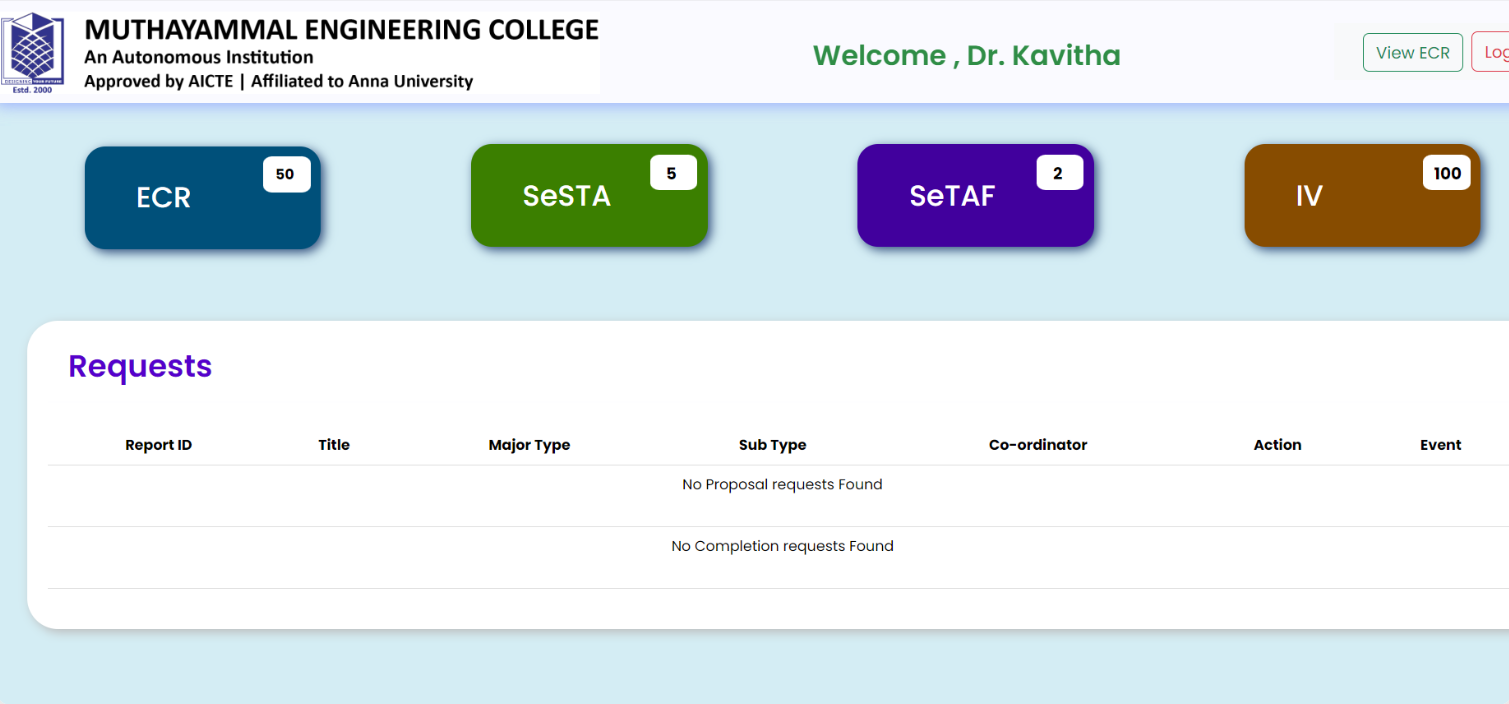 MUTHAYAMMAL ENGINEERING COLLEGE
An Autonomous Institution
Approved by AICTE | Affiliated to Anna University
Estd. 2000
Welcome , Dr. Kavitha
View ECR
Log
ECR 50
SeSTA 5
SeTAF 2
IV 100
Requests
Report ID Title Major Type Sub Type Co-ordinator Action Event
No Proposal requests Found
No Completion requests Found